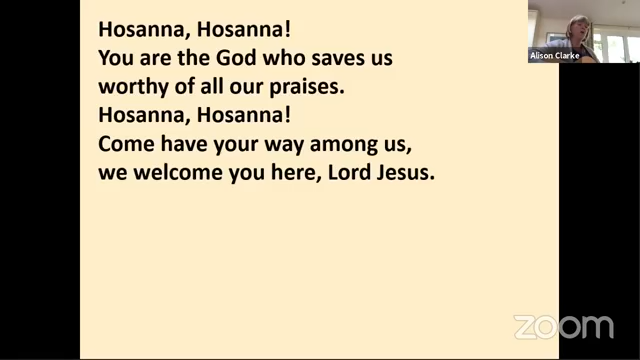 Hosanna, Hosanna!
You are the God who saves us
worthy of all our praises.
Hosanna, Hosanna!
Come have your way among us,
we welcome you here, Lord Jesus.
Alison Clarke
zoom